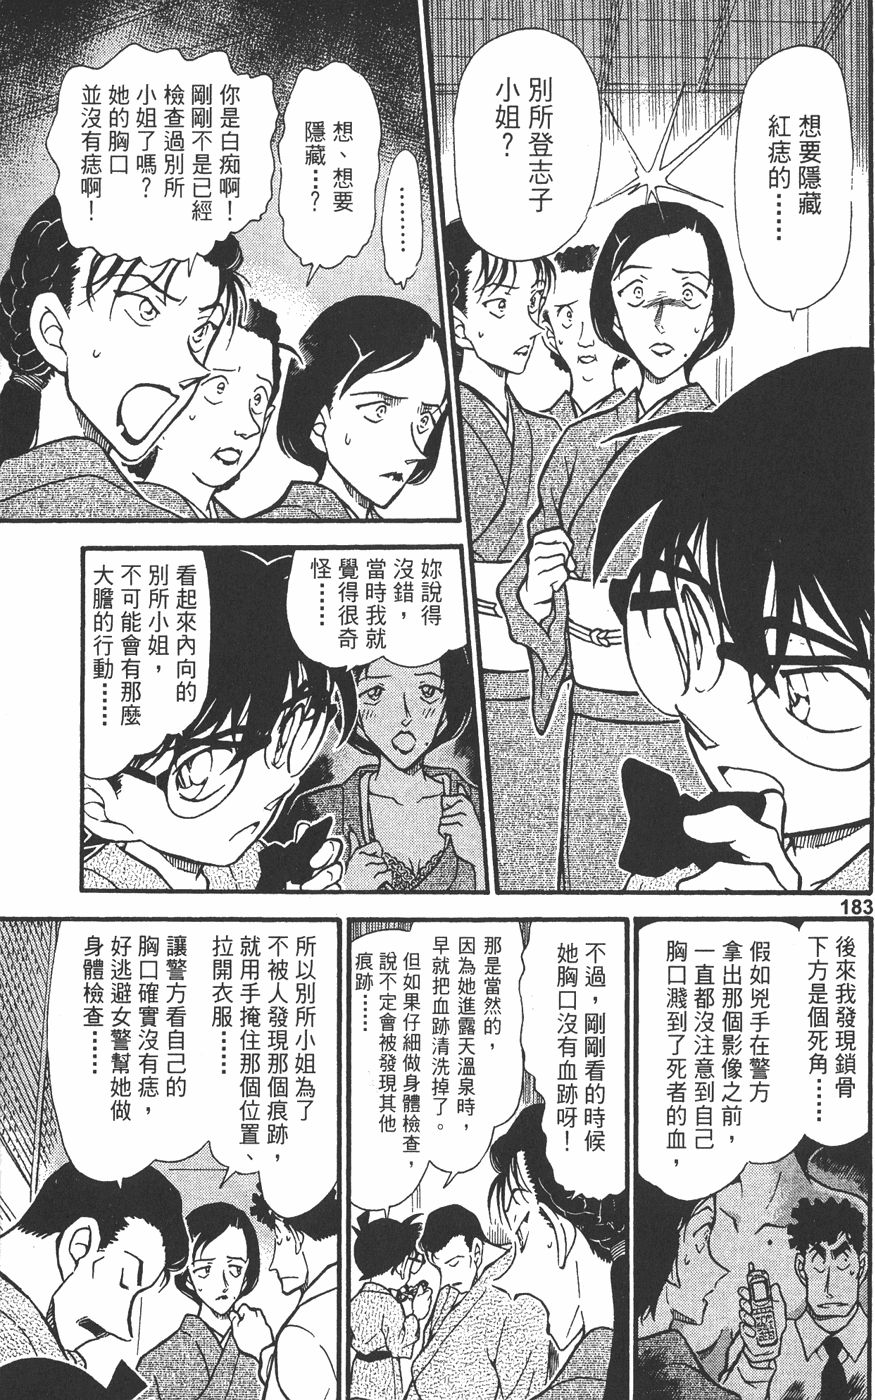 想要隱藏
紅痣的……
別所登志子
小姐？
………
想、想要
隱藏…？
你是白痴啊！
剛剛不是已經
檢查過別所
小姐了嗎？
她的胸口
並沒有痣啊！
妳說得
沒錯，
當時我就
覺得很奇
怪……
看起來內向的
別所小姐，
不可能會有那麼
大膽的行動……
183
後來我發現鎖骨
下方是個死角……
假如兇手在警方
拿出那個影像之前，
一直都沒注意到自己
胸口濺到了死者的血，
不過，剛剛看的時候
她胸口沒有血跡呀！
那是當然的，
因為她進露天溫泉時，
早就把血跡清洗掉了。
但如果仔細做身體檢查，
說不定會被發現其他
痕跡……
所以別所小姐為了
不被人發現那個痕跡，
就用手掩住那個位置、
拉開衣服……
讓警方看自己的
胸口確實沒有痣，
好逃避女警幫她做
身體檢查……